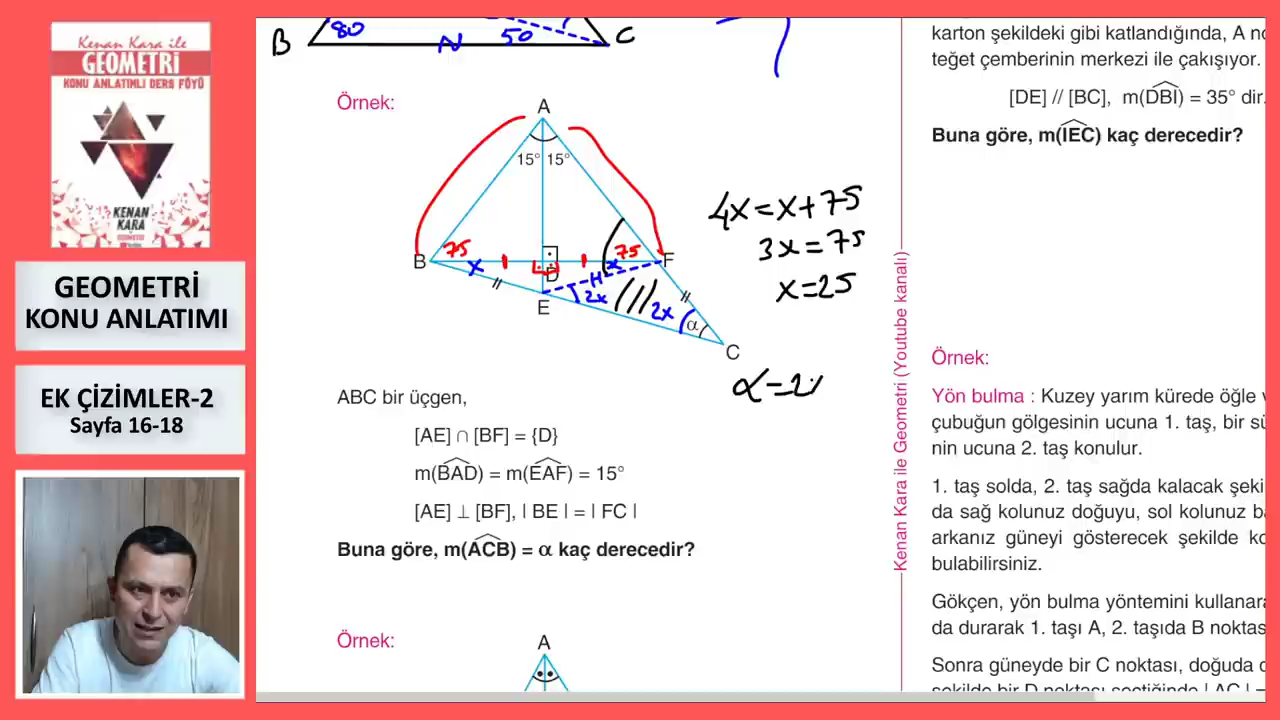 Kenan Kara ile
GEOMETRİ
KONU ANLATIMLI DERS FÖYÜ
KENAN
KARA
GEOMETRİ
KONU ANLATIMI
EK ÇİZİMLER-2
Sayfa 16-18
B
80
N
50
C
Örnek:
A
15°
15°
B
75
x
D
75
x
F
E
H
2x
2x
α
C
4x=x+75
3x=75
x=25
α=2
ABC bir üçgen,
[AE] ∩ [BF] = {D}
m(BAD) = m(EAF) = 15°
[AE] ⊥ [BF], | BE | = | FC |
Buna göre, m(ACB) = α kaç derecedir?
Örnek:
A
Kenan Kara ile Geometri (Youtube kanalı)
karton şekildeki gibi katlandığında, A
teğet çemberinin merkezi ile çakışıyor.
[DE] // [BC], m(DBI) = 35° dir.
Buna göre, m(IEC) kaç derecedir?
Örnek:
Yön bulma : Kuzey yarım kürede öğle
çubuğun gölgesinin ucuna 1. taş, bir
nin ucuna 2. taş konulur.
1. taş solda, 2. taş sağda kalacak
da sağ kolunuz doğuyu, sol kolunuz
arkanız güneyi gösterecek şekilde
bulabilirsiniz.
Gökçen, yön bulma yöntemini
da durarak 1. taşı A, 2. taşıda B
Sonra güneyde bir C noktası, doğuda
şekilde bir D noktası seçtiğinde | AC | =